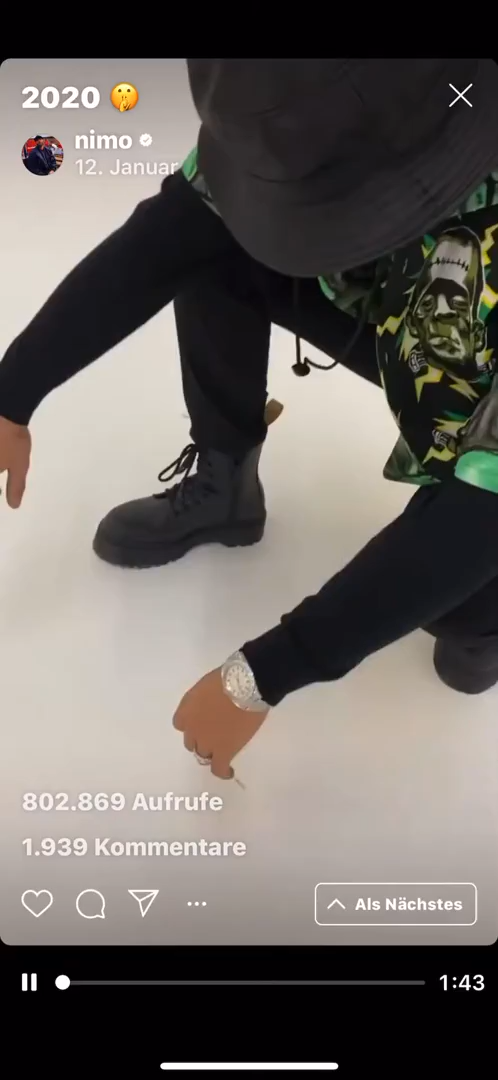 2020 🤫
nimo
12. Januar
802.869 Aufrufe
1.939 Kommentare
Als Nächstes
1:43